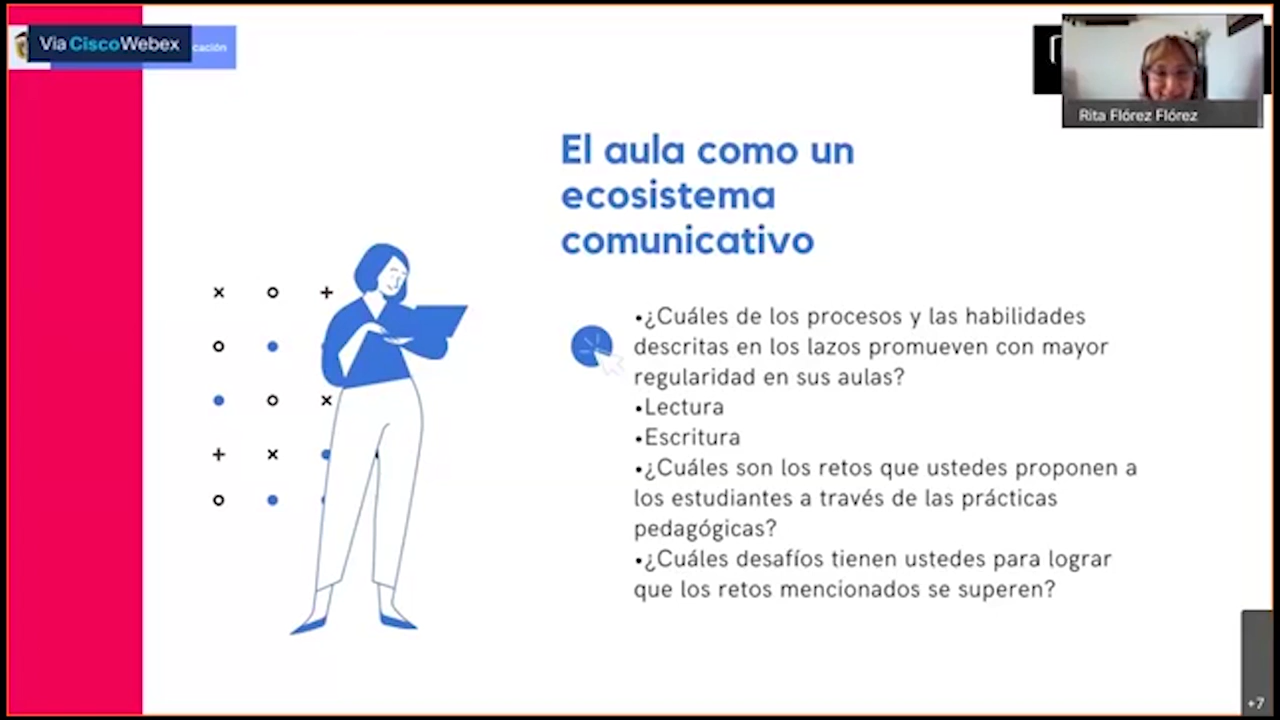 Via CiscoWebex
cación
Rita Flórez Flórez
El aula como un
ecosistema
comunicativo
•¿Cuáles de los procesos y las habilidades
descritas en los lazos promueven con mayor
regularidad en sus aulas?
•Lectura
•Escritura
•¿Cuáles son los retos que ustedes proponen a
los estudiantes a través de las prácticas
pedagógicas?
•¿Cuáles desafíos tienen ustedes para lograr
que los retos mencionados se superen?
+7